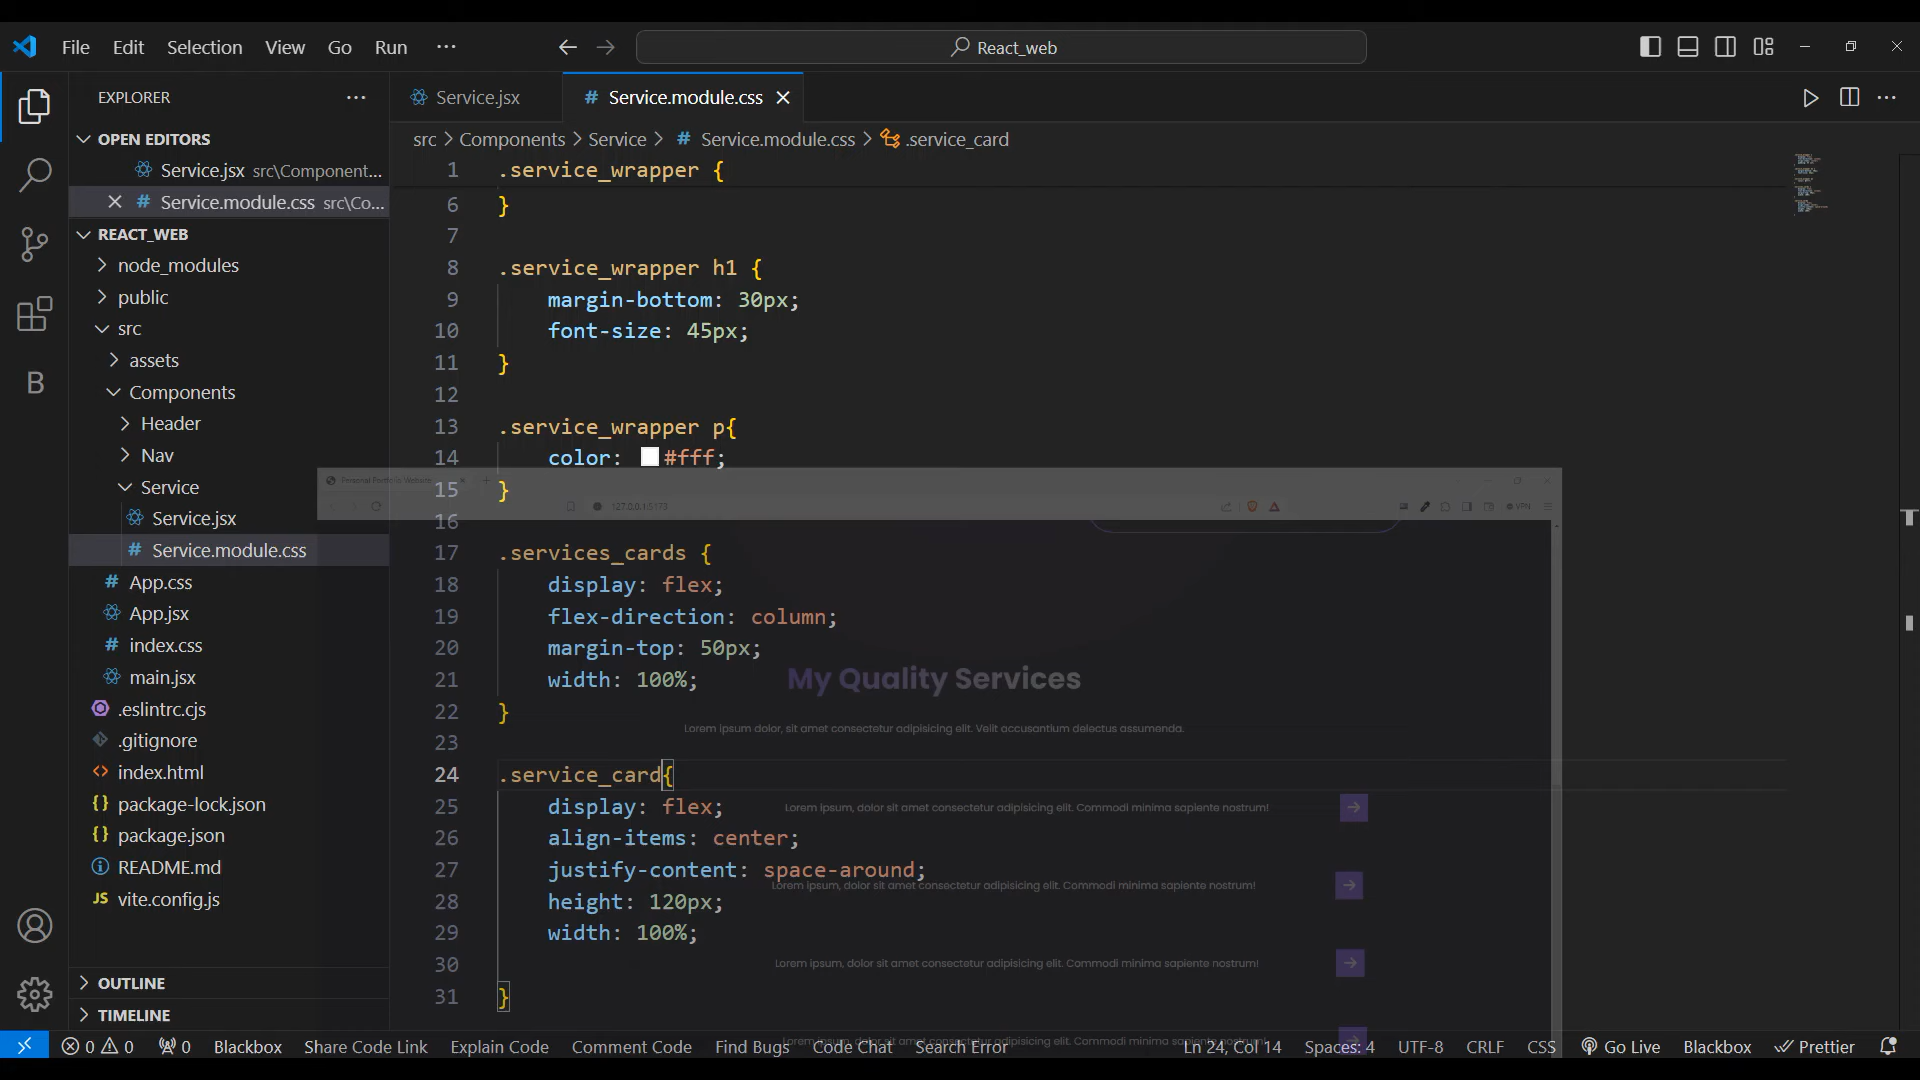 File Edit Selection View Go Run ···
React_web
EXPLORER
OPEN EDITORS
Service.jsx src\Component...
Service.module.css src\Co...
REACT_WEB
node_modules
public
src
assets
Components
Header
Nav
Service
Service.jsx
Service.module.css
App.css
App.jsx
index.css
main.jsx
.eslintrc.cjs
.gitignore
index.html
package-lock.json
package.json
README.md
vite.config.js
OUTLINE
TIMELINE
Service.jsx
Service.module.css
src > Components > Service > # Service.module.css > .service_card
1 .service_wrapper {
6 }
7
8 .service_wrapper h1 {
9 margin-bottom: 30px;
10 font-size: 45px;
11 }
12
13 .service_wrapper p{
14 color: #fff;
15 }
16
17 .services_cards {
18 display: flex;
19 flex-direction: column;
20 margin-top: 50px;
21 width: 100%;
22 }
23
24 .service_card{
25 display: flex;
26 align-items: center;
27 justify-content: space-around;
28 height: 120px;
29 width: 100%;
30
31 }
Personal Portfolio Website
127.0.0.1:5173
VPN
My Quality Services
Lorem ipsum dolor, sit amet consectetur adipisicing elit. Velit accusantium delectus assumenda.
Lorem ipsum, dolor sit amet consectetur adipisicing elit. Commodi minima sapiente nostrum!
Lorem ipsum, dolor sit amet consectetur adipisicing elit. Commodi minima sapiente nostrum!
Lorem ipsum, dolor sit amet consectetur adipisicing elit. Commodi minima sapiente nostrum!
0 0 0 Blackbox Share Code Link Explain Code Comment Code Find Bugs Code Chat Search Error Ln 24, Col 14 Spaces: 4 UTF-8 CRLF CSS Go Live Blackbox Prettier